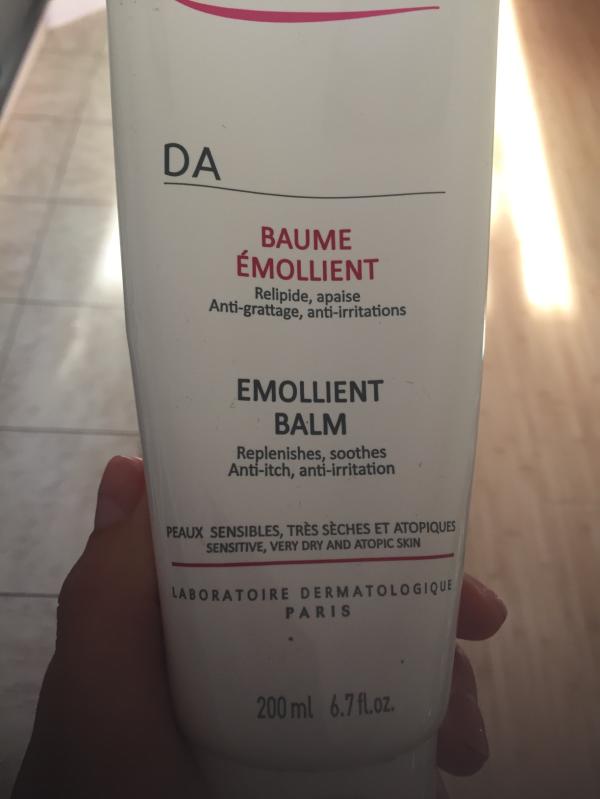 DA
BAUME
ÉMOLLIENT
Relipide, apaise
Anti-grattage, anti-irritations
EMOLLIENT
BALM
Replenishes, soothes
Anti-itch, anti-irritation
PEAUX SENSIBLES, TRÈS SÈCHES ET ATOPIQUES
SENSITIVE, VERY DRY AND ATOPIC SKIN
LABORATOIRE DERMATOLOGIQUE
PARIS
200 ml 6.7 fl.oz.